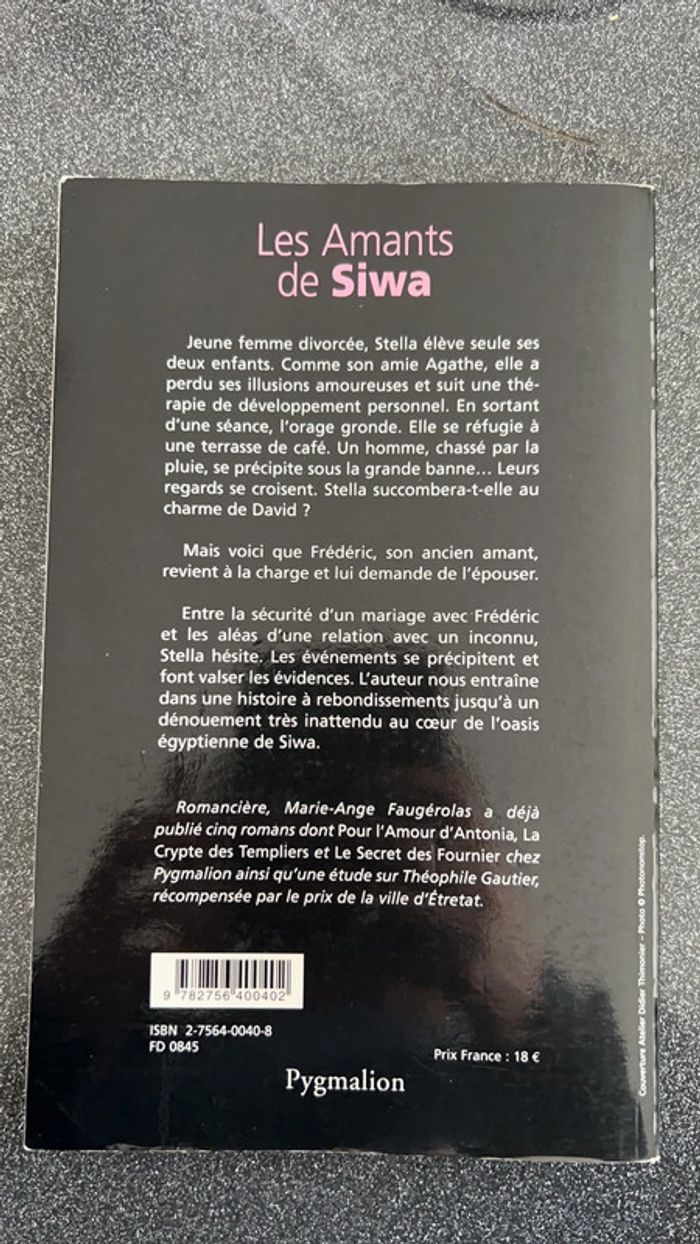 Les Amants
de Siwa
Jeune femme divorcée, Stella élève seule ses
deux enfants. Comme son amie Agathe, elle a
perdu ses illusions amoureuses et suit une thé-
rapie de développement personnel. En sortant
d'une séance, l'orage gronde. Elle se réfugie à
une terrasse de café. Un homme, chassé par la
pluie, se précipite sous la grande banne... Leurs
regards se croisent. Stella succombera-t-elle au
charme de David ?
Mais voici que Frédéric, son ancien amant,
revient à la charge et lui demande de l'épouser.
Entre la sécurité d'un mariage avec Frédéric
et les aléas d'une relation avec un inconnu,
Stella hésite. Les événements se précipitent et
font valser les évidences. L'auteur nous entraîne
dans une histoire à rebondissements jusqu'à un
dénouement très inattendu au cœur de l'oasis
égyptienne de Siwa.
Romancière, Marie-Ange Faugérolas a déjà
publié cinq romans dont Pour l'Amour d'Antonia, La
Crypte des Templiers et Le Secret des Fournier chez
Pygmalion ainsi qu'une étude sur Théophile Gautier,
récompensée par le prix de la ville d'Étretat.
9 782756 400402
ISBN 2-7564-0040-8
FD 0845
Prix France : 18 €
Pygmalion
Couverture Atelier Didier Thimonier – Photo © Photononstop.